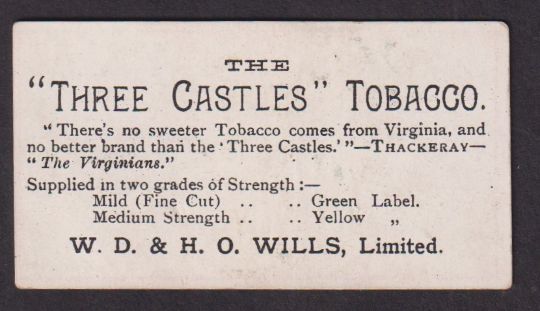 THE
"THREE CASTLES" TOBACCO.
"There's no sweeter Tobacco comes from Virginia, and
no better brand than the 'Three Castles.'"—THACKERAY—
"The Virginians."
Supplied in two grades of Strength :—
Mild (Fine Cut) .. .. Green Label.
Medium Strength .. .. Yellow „
W. D. & H. O. WILLS, Limited.